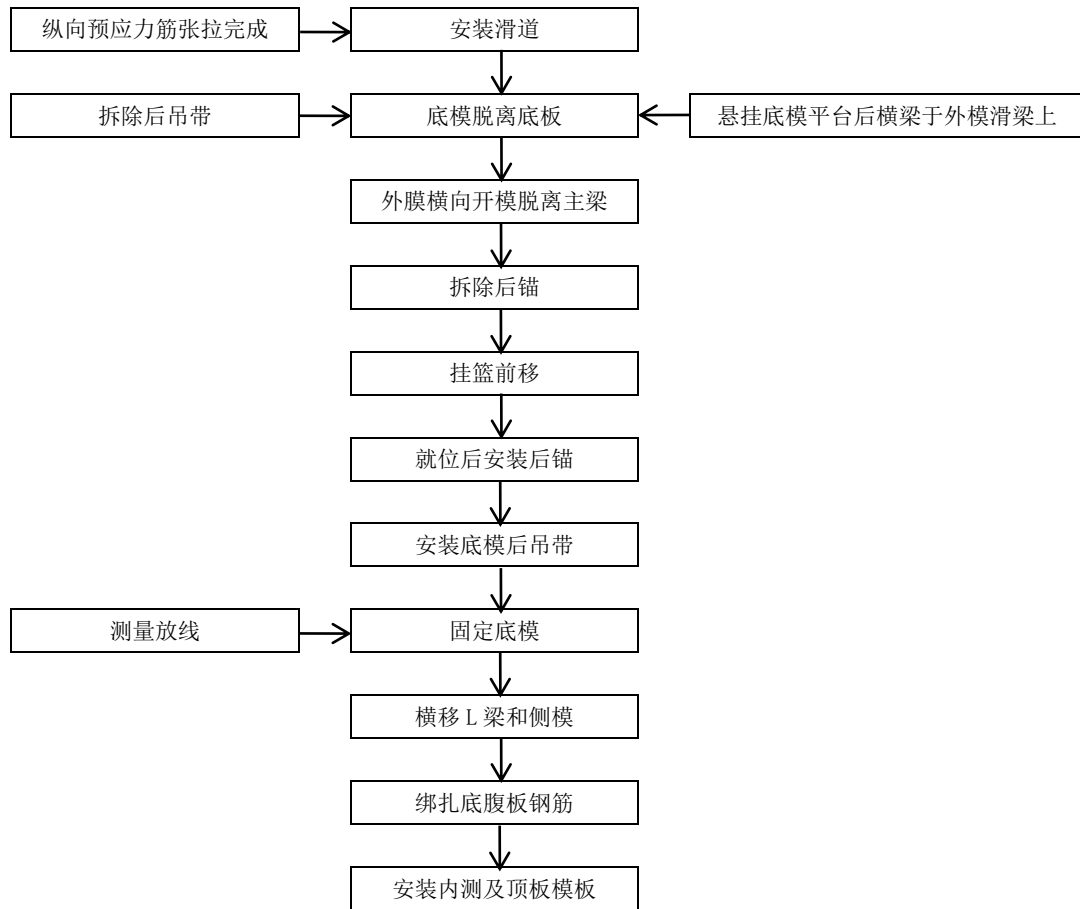 纵向预应力筋张拉完成
安装滑道
拆除后吊带
底模脱离底板
悬挂底模平台后横梁于外模滑梁上
外膜横向开模脱离主梁
拆除后锚
挂篮前移
就位后安装后锚
安装底模后吊带
测量放线
固定底模
横移 L 梁和侧模
绑扎底腹板钢筋
安装内测及顶板模板